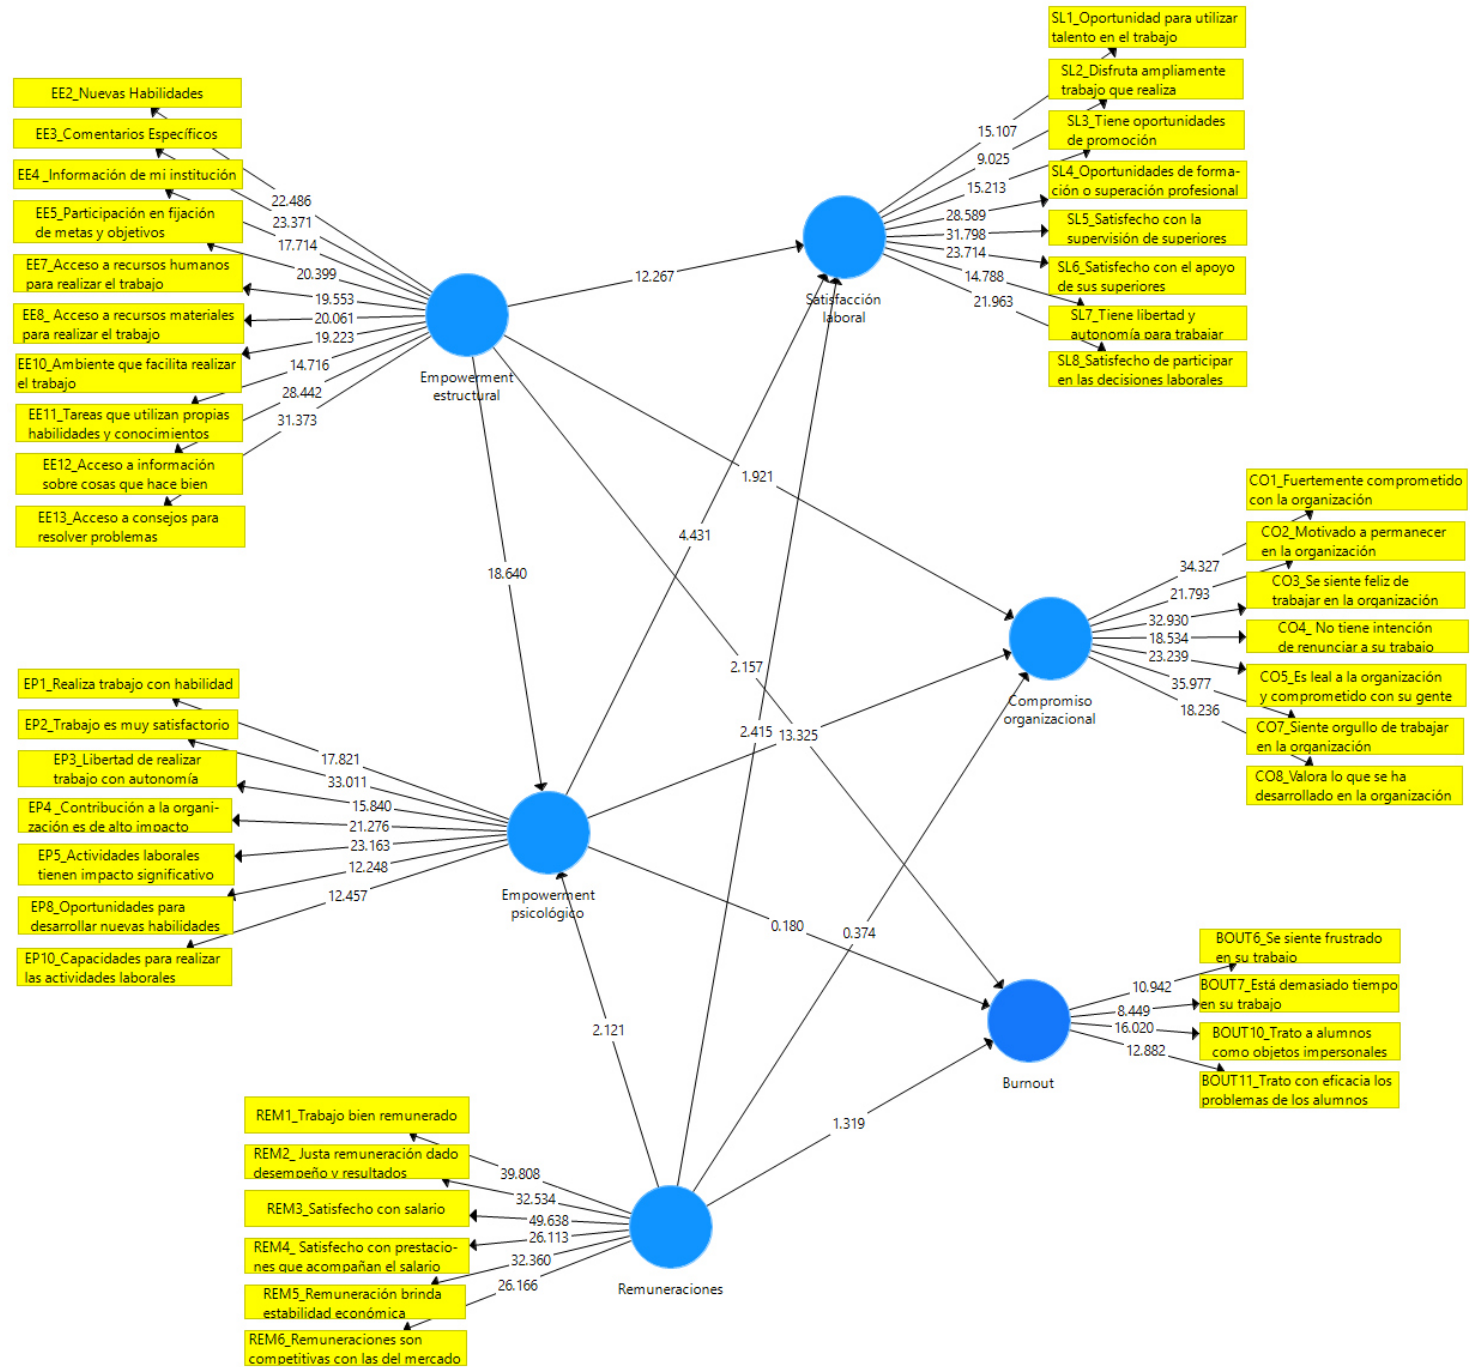 EE2_Nuevas Habilidades
EE3_Comentarios Específicos
EE4_Información de mi institución
EE5_Participación en fijación
de metas y objetivos
EE7_Acceso a recursos humanos
para realizar el trabajo
EE8_ Acceso a recursos materiales
para realizar el trabajo
EE10_Ambiente que facilita realizar
el trabajo
EE11_Tareas que utilizan propias
habilidades y conocimientos
EE12_Acceso a información
sobre cosas que hace bien
EE13_Acceso a consejos para
resolver problemas
22.486
23.371
17.714
20.399
19.553
20.061
19.223
14.716
28.442
31.373
Empowerment
estructural
SL1_Oportunidad para utilizar
talento en el trabajo
SL2_Disfruta ampliamente
trabajo que realiza
SL3_Tiene oportunidades
de promoción
SL4_Oportunidades de forma-
ción o superación profesional
SL5_Satisfecho con la
supervisión de superiores
SL6_Satisfecho con el apoyo
de sus superiores
SL7_Tiene libertad y
autonomía para trabajar
SL8_Satisfecho de participar
en las decisiones laborales
15.107
9.025
15.213
28.589
31.798
23.714
14.788
21.963
Satisfacción
laboral
12.267
1.921
4.431
18.640
2.157
2.415
13.325
0.180
0.374
2.121
1.319
CO1_Fuertemente comprometido
con la organización
CO2_Motivado a permanecer
en la organización
CO3_Se siente feliz de
trabajar en la organización
CO4_ No tiene intención
de renunciar a su trabajo
CO5_Es leal a la organización
y comprometido con su gente
CO7_Siente orgullo de trabajar
en la organización
CO8_Valora lo que se ha
desarrollado en la organización
34.327
21.793
32.930
18.534
23.239
35.977
18.236
Compromiso
organizacional
EP1_Realiza trabajo con habilidad
EP2_Trabajo es muy satisfactorio
EP3_Libertad de realizar
trabajo con autonomía
EP4_Contribución a la organi-
zación es de alto impacto
EP5_Actividades laborales
tienen impacto significativo
EP8_Oportunidades para
desarrollar nuevas habilidades
EP10_Capacidades para realizar
las actividades laborales
17.821
33.011
15.840
21.276
23.163
12.248
12.457
Empowerment
psicológico
BOUT6_Se siente frustrado
en su trabajo
BOUT7_Está demasiado tiempo
en su trabajo
BOUT10_Trato a alumnos
como objetos impersonales
BOUT11_Trato con eficacia los
problemas de los alumnos
10.942
8.449
16.020
12.882
Burnout
REM1_Trabajo bien remunerado
REM2_ Justa remuneración dado
desempeño y resultados
REM3_Satisfecho con salario
REM4_ Satisfecho con prestacio-
nes que acompañan el salario
REM5_Remuneración brinda
estabilidad económica
REM6_Remuneraciones son
competitivas con las del mercado
39.808
32.534
49.638
26.113
32.360
26.166
Remuneraciones